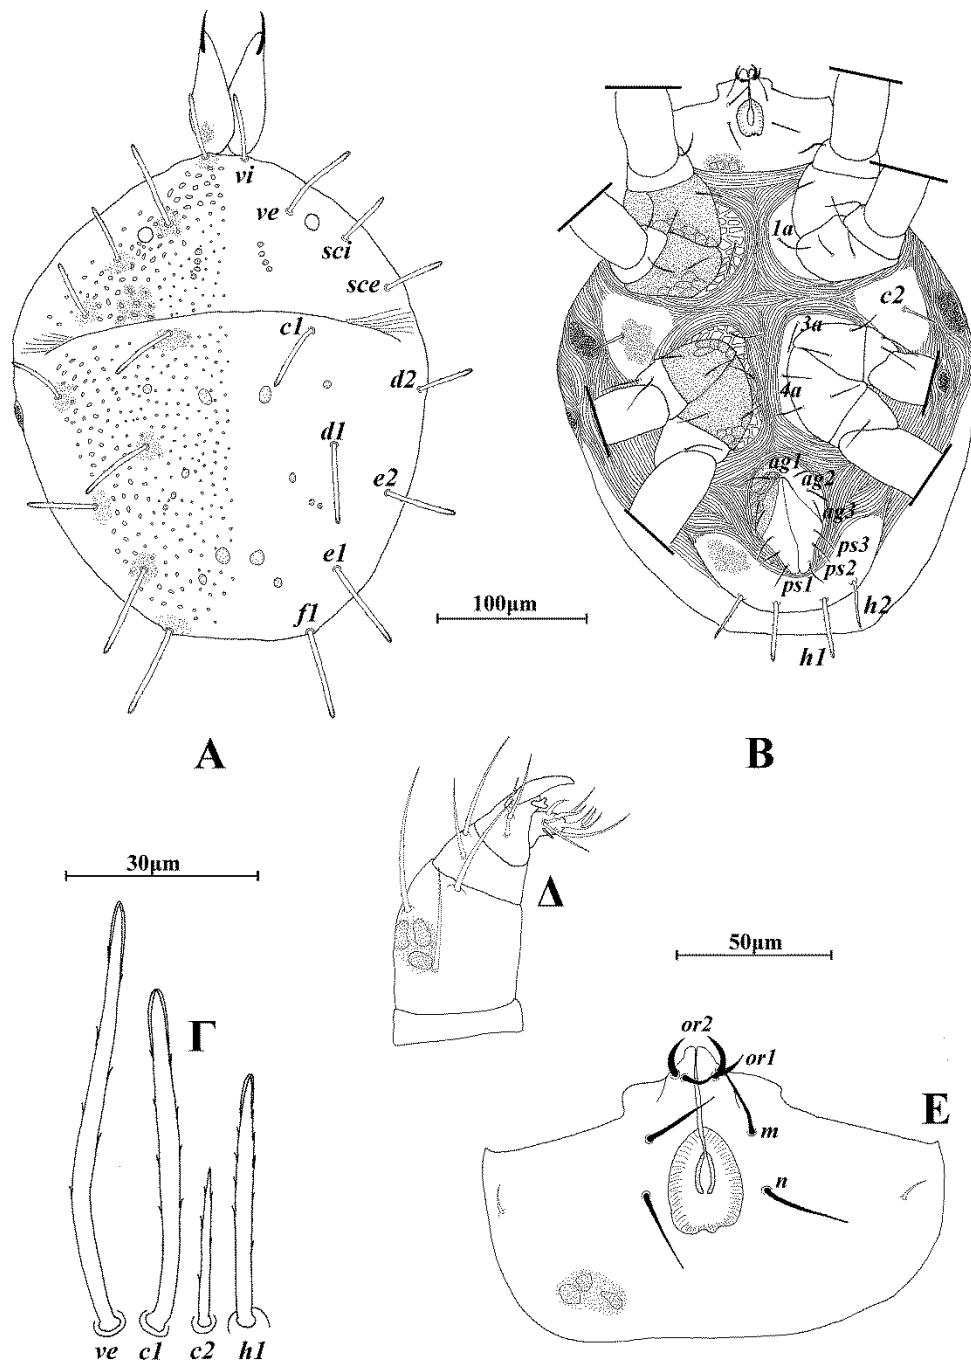 vi
ve
sci
sce
c1
d2
d1
e2
e1
f1
A
100μm
1a
c2
3a
4a
ag1
ag2
ag3
ps3
ps2
ps1
h2
h1
B
30μm
Γ
ve c1 c2 h1
Δ
50μm
or2
or1
m
n
E